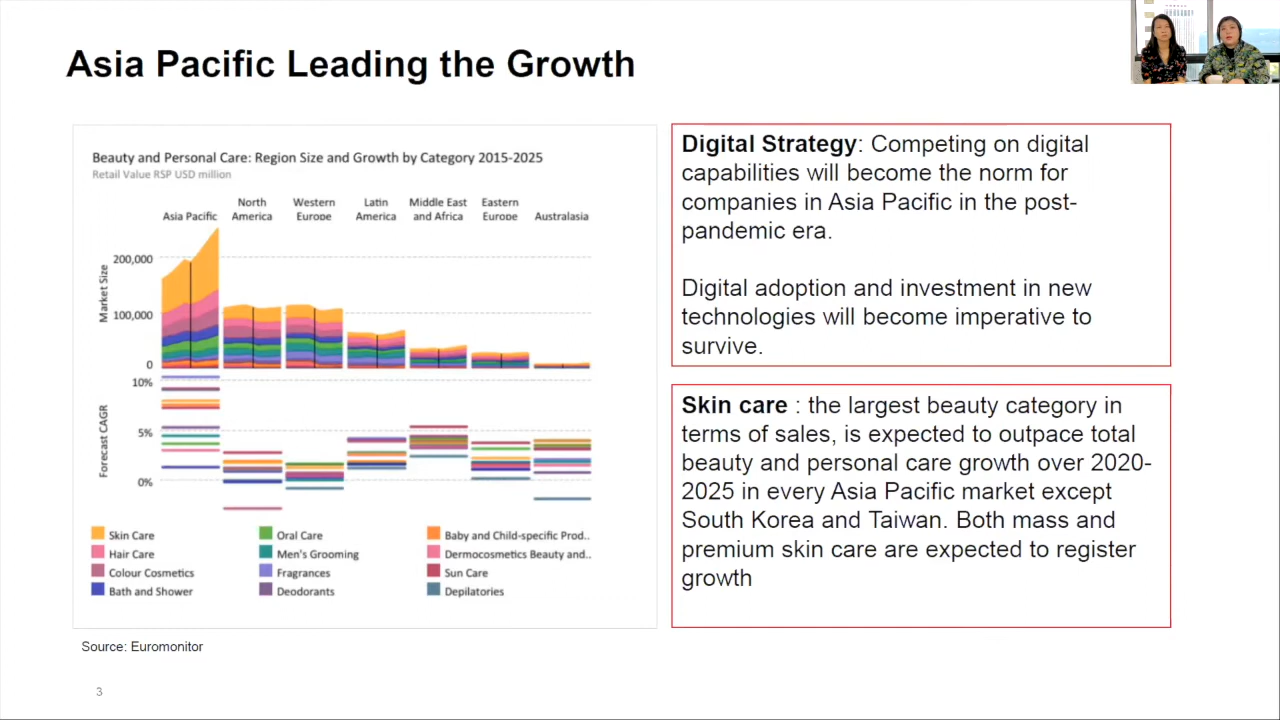 Asia Pacific Leading the Growth
Beauty and Personal Care: Region Size and Growth by Category 2015-2025
Retail Value RSP USD million
Asia Pacific
North America
Western Europe
Latin America
Middle East and Africa
Eastern Europe
Australasia
Market Size
200,000
100,000
0
Forecast CAGR
10%
5%
0%
Skin Care
Hair Care
Colour Cosmetics
Bath and Shower
Oral Care
Men's Grooming
Fragrances
Deodorants
Baby and Child-specific Prod..
Dermocosmetics Beauty and..
Sun Care
Depilatories
Source: Euromonitor
Digital Strategy: Competing on digital
capabilities will become the norm for
companies in Asia Pacific in the post-
pandemic era.
Digital adoption and investment in new
technologies will become imperative to
survive.
Skin care : the largest beauty category in
terms of sales, is expected to outpace total
beauty and personal care growth over 2020-
2025 in every Asia Pacific market except
South Korea and Taiwan. Both mass and
premium skin care are expected to register
growth
3